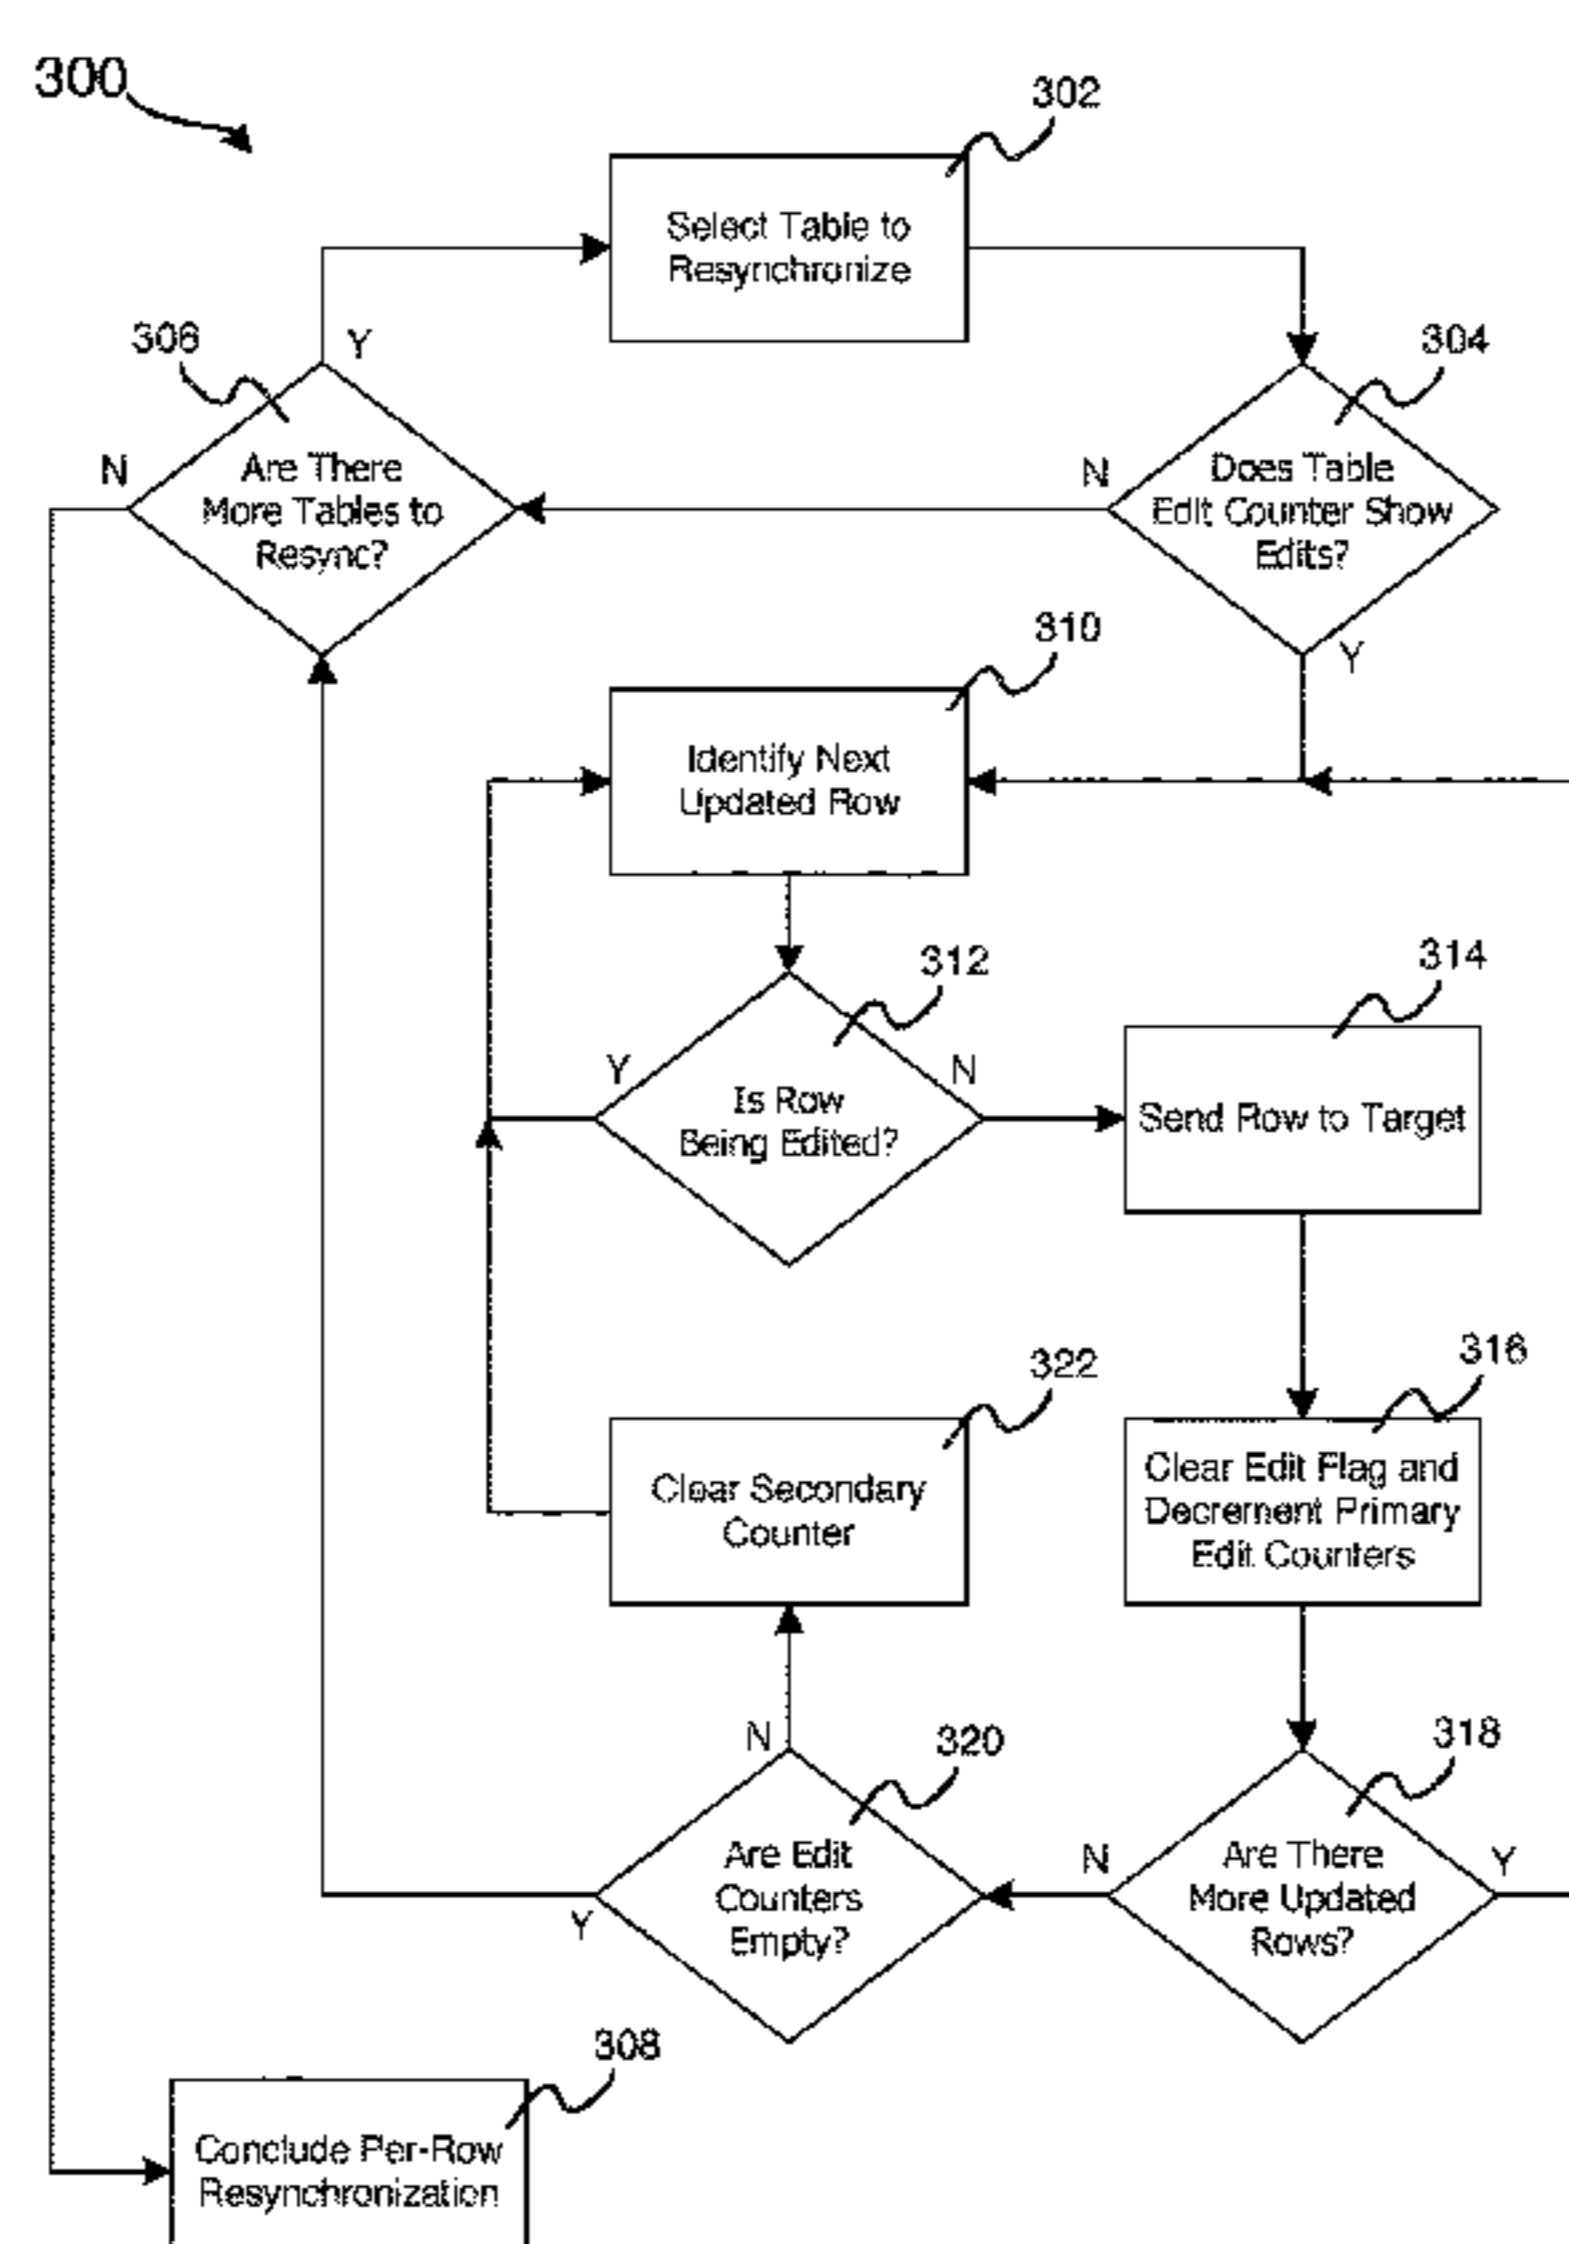 300
302
Select Table to
Resynchronize
306
Y
N
Are There
More Tables to
Resync?
304
N
Does Table
Edit Counter Show
Edits?
Y
310
Identify Next
Updated Row
312
Y
N
Is Row
Being Edited?
314
Send Row to Target
322
Clear Secondary
Counter
316
Clear Edit Flag and
Decrement Primary
Edit Counters
N
320
Are Edit
Counters
Empty?
Y
318
N
Y
Are There
More Updated
Rows?
308
Conclude Per-Row
Resynchronization